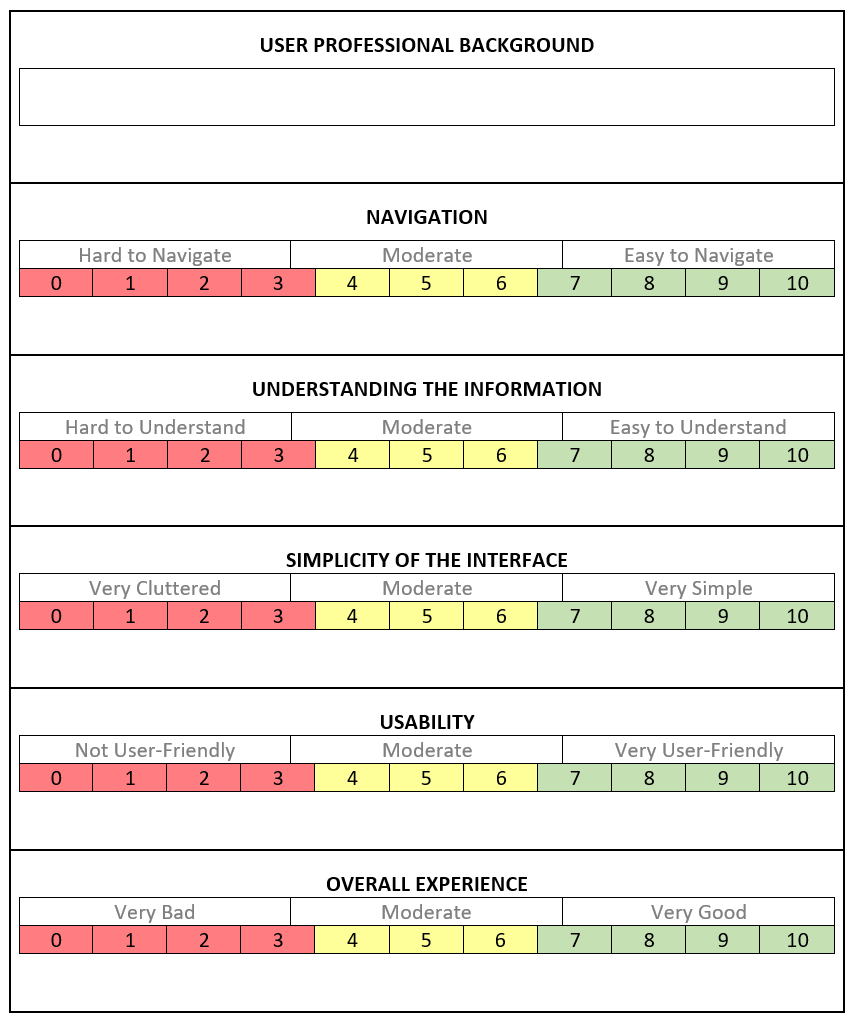 USER PROFESSIONAL BACKGROUND
NAVIGATION
Hard to Navigate Moderate Easy to Navigate
0 1 2 3 4 5 6 7 8 9 10
UNDERSTANDING THE INFORMATION
Hard to Understand Moderate Easy to Understand
0 1 2 3 4 5 6 7 8 9 10
SIMPLICITY OF THE INTERFACE
Very Cluttered Moderate Very Simple
0 1 2 3 4 5 6 7 8 9 10
USABILITY
Not User-Friendly Moderate Very User-Friendly
0 1 2 3 4 5 6 7 8 9 10
OVERALL EXPERIENCE
Very Bad Moderate Very Good
0 1 2 3 4 5 6 7 8 9 10